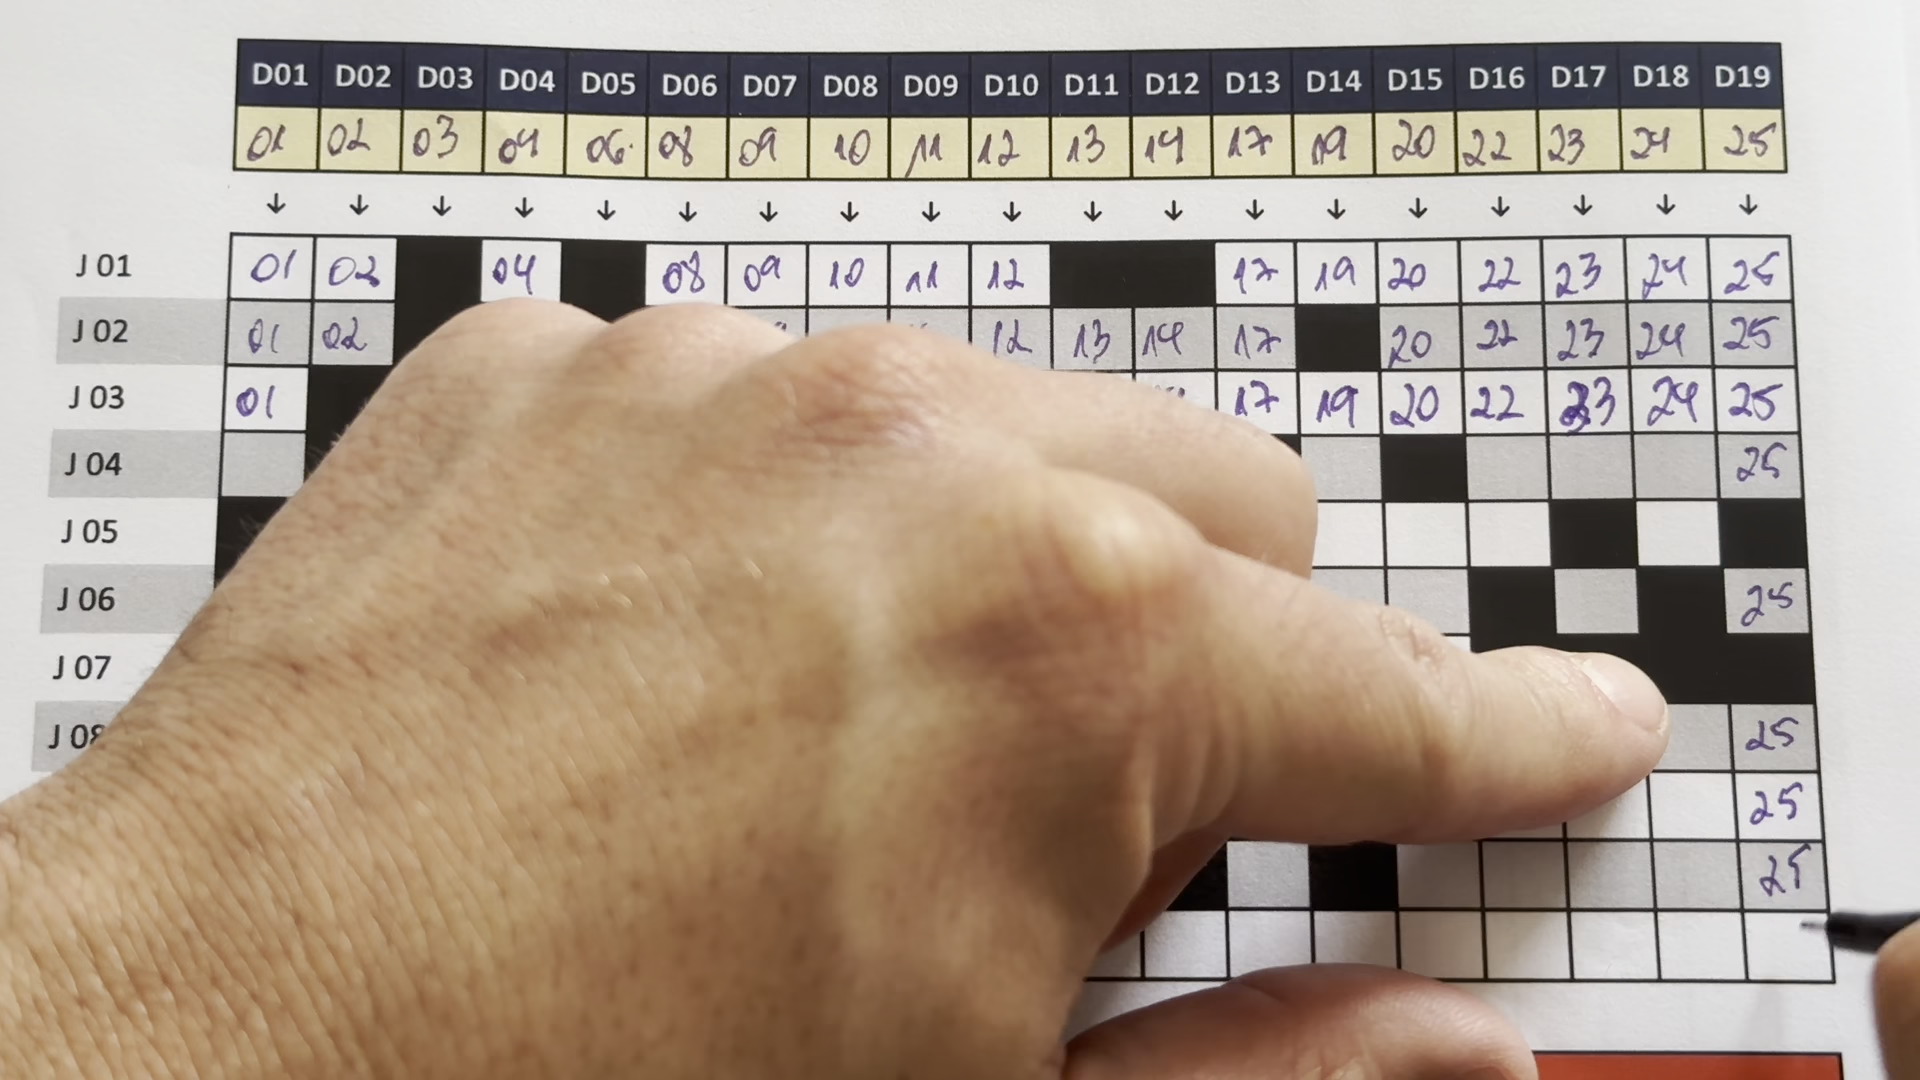 D01 D02 D03 D04 D05 D06 D07 D08 D09 D10 D11 D12 D13 D14 D15 D16 D17 D18 D19
01 02 03 04 06 08 09 10 11 12 13 14 17 19 20 22 23 24 25
↓ ↓ ↓ ↓ ↓ ↓ ↓ ↓ ↓ ↓ ↓ ↓ ↓ ↓ ↓ ↓ ↓ ↓ ↓
J 01 01 02 04 08 09 10 11 12 17 19 20 22 23 24 25
J 02 01 02 12 13 14 17 20 22 23 24 25
J 03 01 17 19 20 22 23 24 25
J 04 25
J 05
J 06 25
J 07
J 08 25
25
25